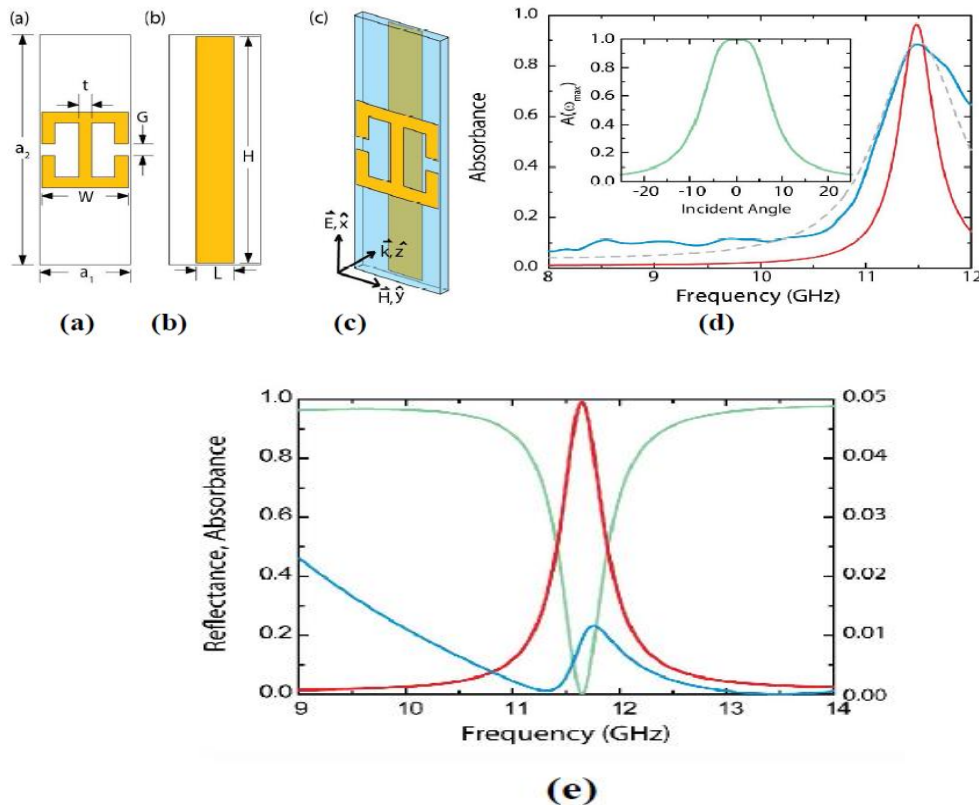 (a)
(b)
(c)
t
G
a2
W
a1
H
L
E,x̂
k,ẑ
H,ŷ
Absorbance
1.0
0.8
0.6
0.4
0.2
0.0
A(ωmax)
1.0
0.8
0.6
0.4
0.2
0.0
-20 -10 0 10 20
Incident Angle
8 9 10 11 12
Frequency (GHz)
(a) (b) (c) (d)
Reflectance, Absorbance
1.0
0.8
0.6
0.4
0.2
0.0
0.05
0.04
0.03
0.02
0.01
0.00
9 10 11 12 13 14
Frequency (GHz)
(e)